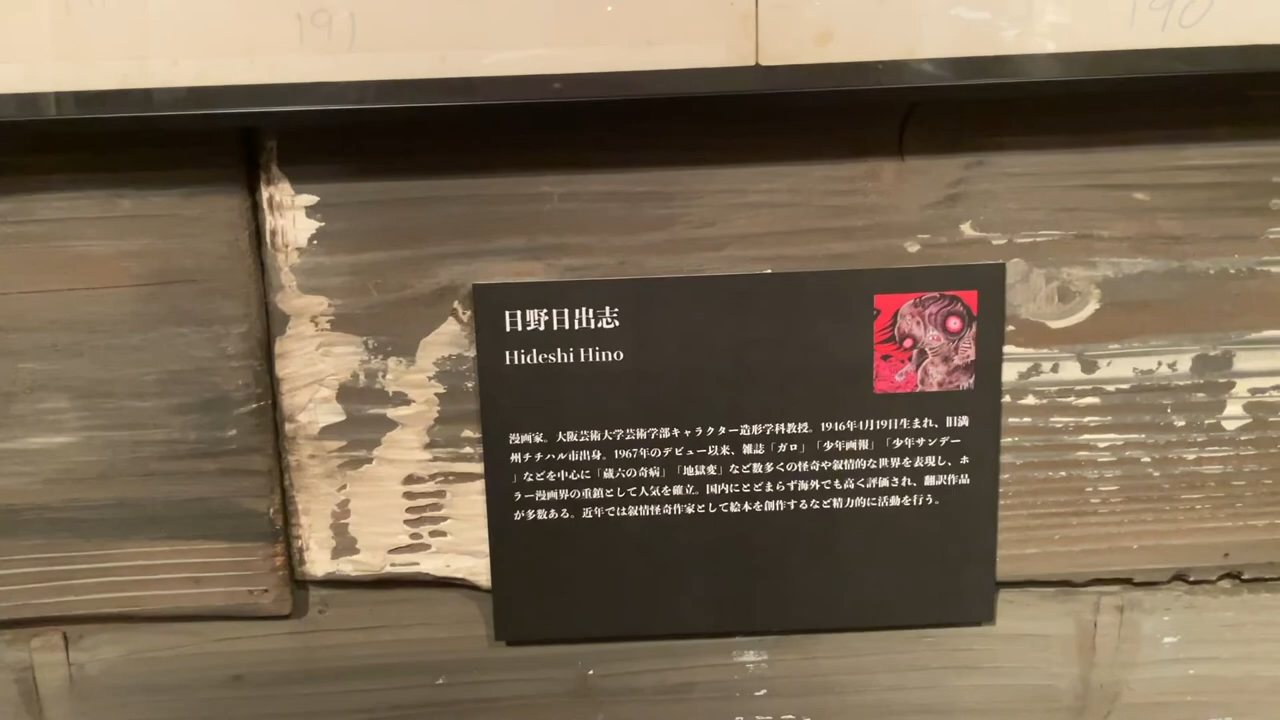 191
190
日野日出志
Hideshi Hino
漫画家。大阪芸術大学芸術学部キャラクター造形学科教授。1946年4月19日生まれ、旧満
州チチハル市出身。1967年のデビュー以来、雑誌「ガロ」「少年画報」「少年サンデー
」などを中心に「蔵六の奇病」「地獄変」など数多くの怪奇や叙情的な世界を表現し、ホ
ラー漫画界の重鎮として人気を確立。国内にとどまらず海外でも高く評価され、翻訳作品
が多数ある。近年では叙情怪奇作家として絵本を創作するなど精力的に活動を行う。